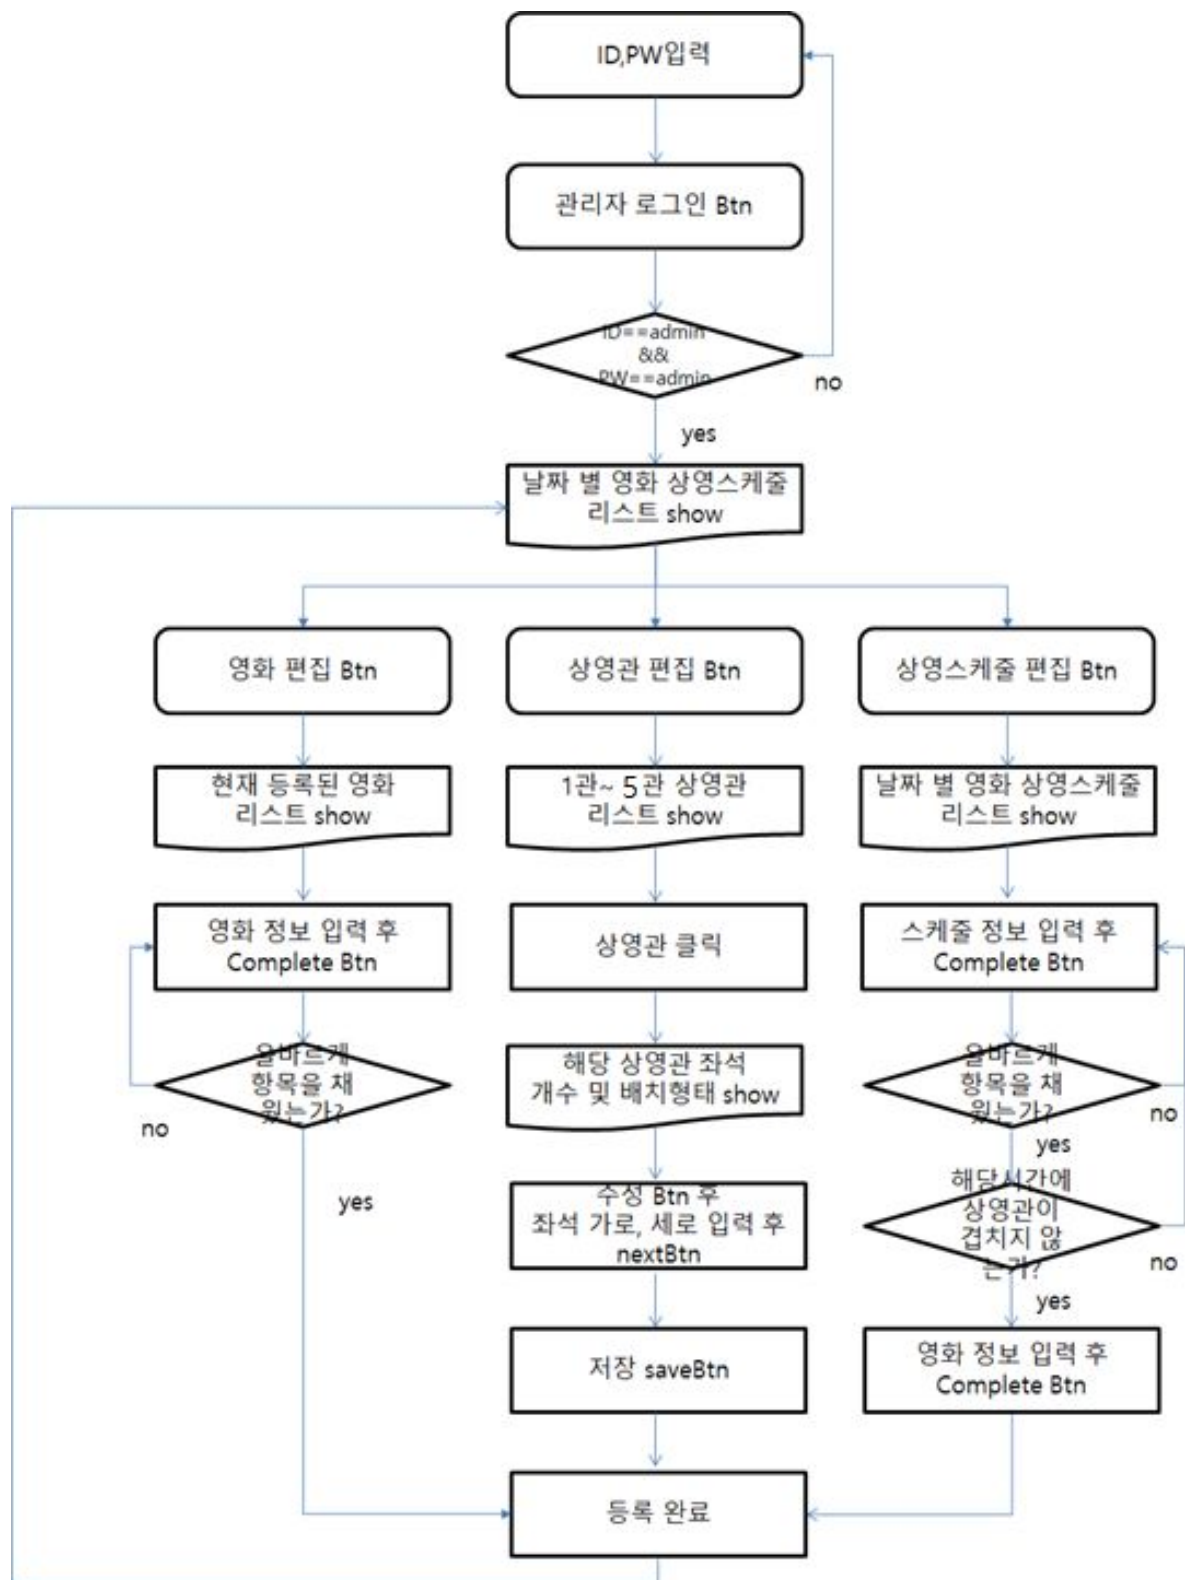 ID,PW입력
관리자 로그인 Btn
ID==admin
&&
PW==admin
no
yes
날짜 별 영화 상영스케줄
리스트 show
영화 편집 Btn
상영관 편집 Btn
상영스케줄 편집 Btn
현재 등록된 영화
리스트 show
1관~ 5관 상영관
리스트 show
날짜 별 영화 상영스케줄
리스트 show
영화 정보 입력 후
Complete Btn
상영관 클릭
스케줄 정보 입력 후
Complete Btn
올바르게
항목을 채
웠는가?
no
yes
해당 상영관 좌석
개수 및 배치형태 show
올바르게
항목을 채
웠는가?
no
yes
수성 Btn 후
좌석 가로, 세로 입력 후
nextBtn
해당시간에
상영관이
겹치지 않
는가?
no
yes
저장 saveBtn
영화 정보 입력 후
Complete Btn
등록 완료